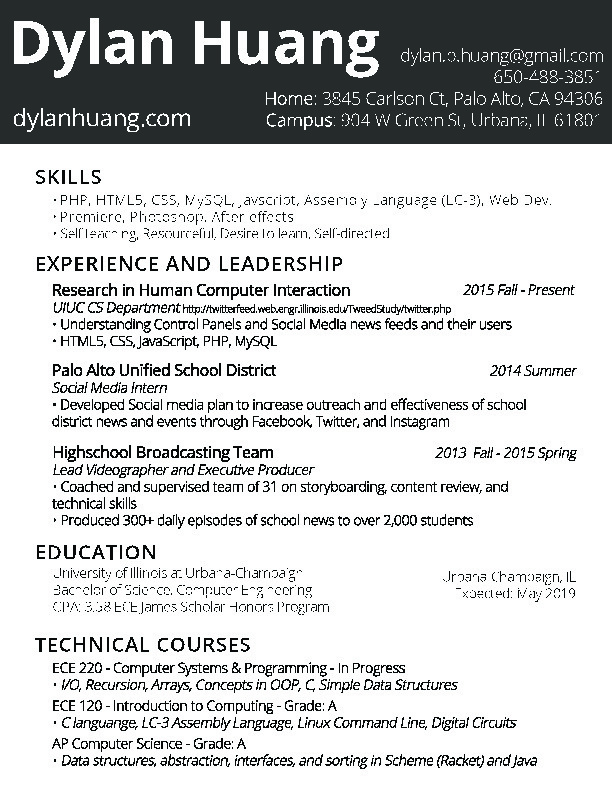 Dylan Huang
dylan.b.huang@gmail.com
650-488-3851
Home: 3845 Carlson Ct, Palo Alto, CA 94306
dylanhuang.com
Campus: 904 W Green St, Urbana, IL 61801
SKILLS
• PHP, HTML5, CSS, MySQL, Javscript, Assembly Language (LC-3), Web Dev.
• Premiere, Photoshop, After effects
• Self teaching, Resourceful, Desire to learn, Self-directed
EXPERIENCE AND LEADERSHIP
Research in Human Computer Interaction 2015 Fall - Present
UIUC CS Department http://twitterfeed.web.engr.illinois.edu/TweedStudy/twitter.php
• Understanding Control Panels and Social Media news feeds and their users
• HTML5, CSS, JavaScript, PHP, MySQL
Palo Alto Unified School District 2014 Summer
Social Media Intern
• Developed Social media plan to increase outreach and effectiveness of school
district news and events through Facebook, Twitter, and Instagram
Highschool Broadcasting Team 2013 Fall - 2015 Spring
Lead Videographer and Executive Producer
• Coached and supervised team of 31 on storyboarding, content review, and
technical skills
• Produced 300+ daily episodes of school news to over 2,000 students
EDUCATION
University of Illinois at Urbana-Champaign Urbana Champaign, IL
Bachelor of Science, Computer Engineering Expected: May 2019
GPA: 3.58 ECE James Scholar Honors Program
TECHNICAL COURSES
ECE 220 - Computer Systems & Programming - In Progress
• I/O, Recursion, Arrays, Concepts in OOP, C, Simple Data Structures
ECE 120 - Introduction to Computing - Grade: A
• C languange, LC-3 Assembly Language, Linux Command Line, Digital Circuits
AP Computer Science - Grade: A
• Data structures, abstraction, interfaces, and sorting in Scheme (Racket) and Java